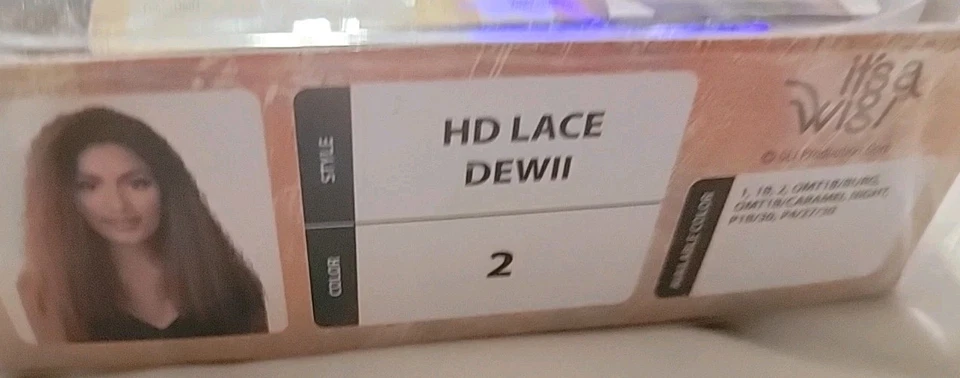 STYLE
HD LACE
DEWII
COLOR
2
it's a
wig!
AVAILABLE COLOR
1, 1B, 2, OMT1B/BURG,
OMT1B/CARAMEL
P1B/30, P4/27/30